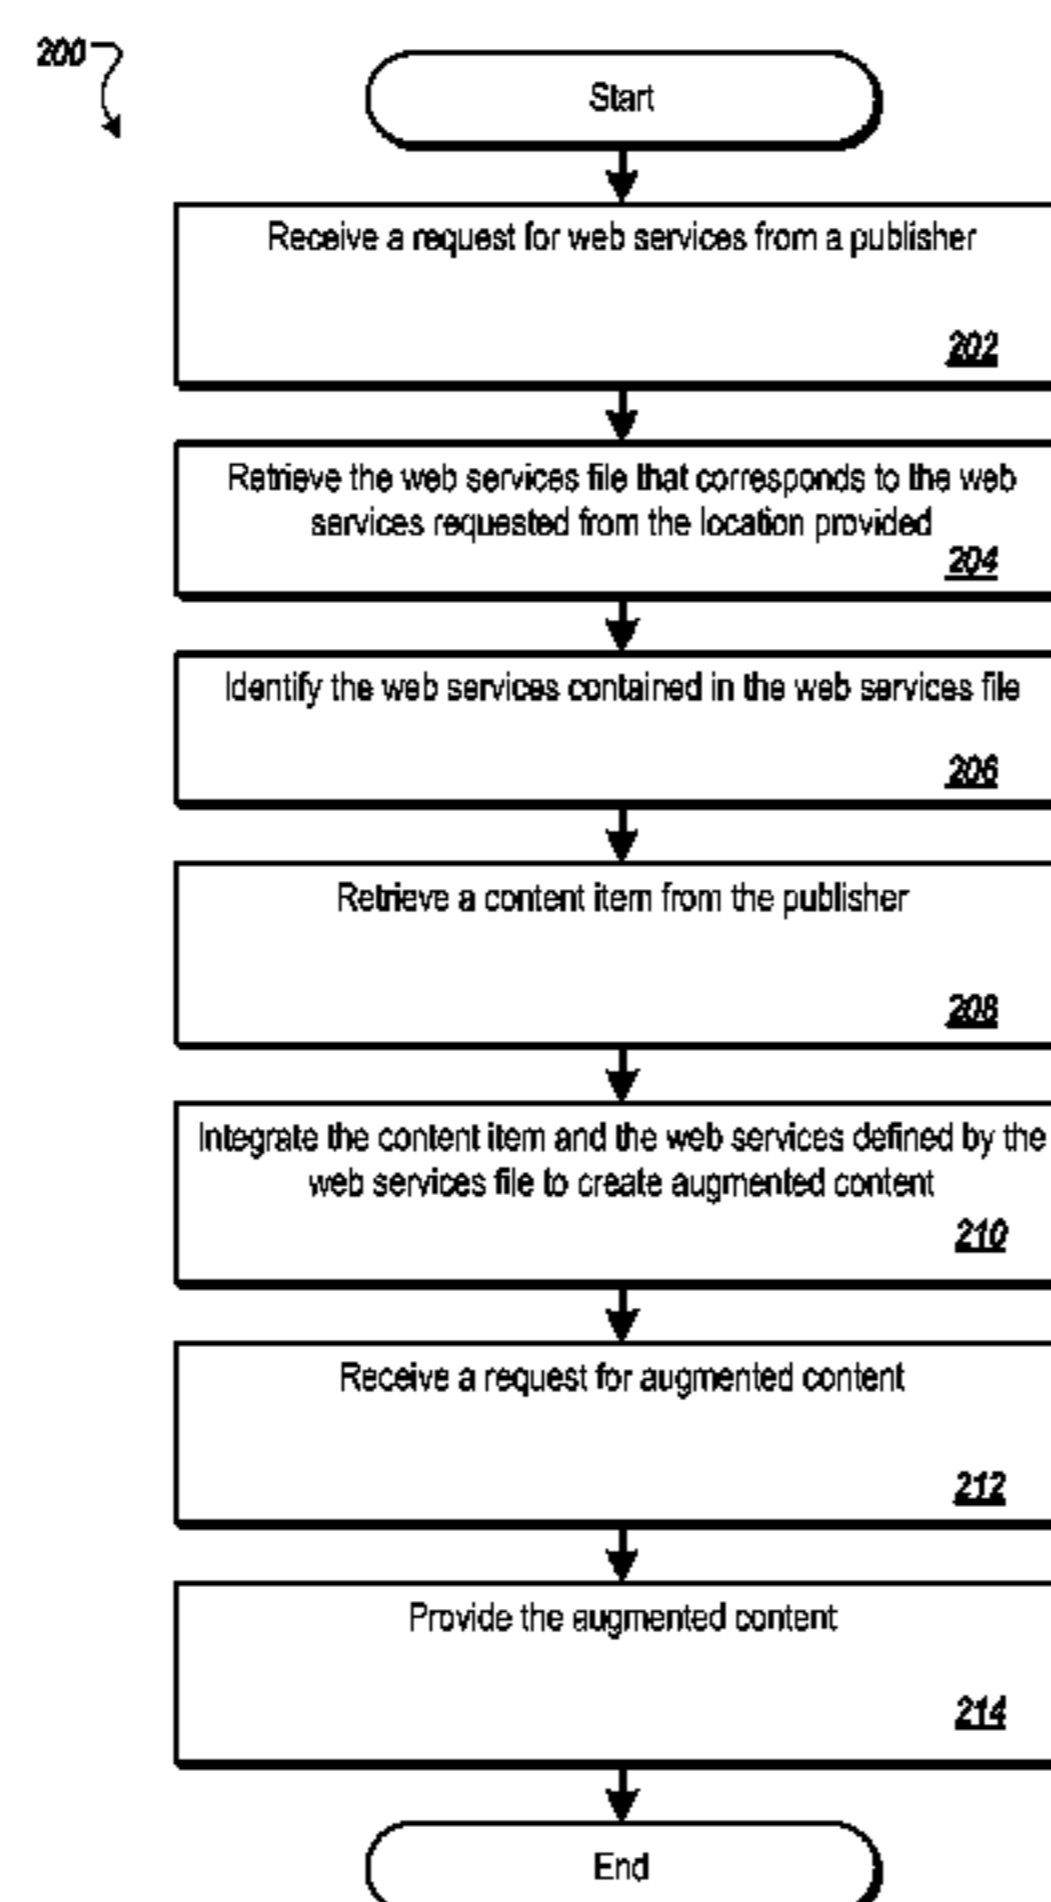 200
Start
Receive a request for web services from a publisher
202
Retrieve the web services file that corresponds to the web
services requested from the location provided
204
Identify the web services contained in the web services file
206
Retrieve a content item from the publisher
208
Integrate the content item and the web services defined by the
web services file to create augmented content
210
Receive a request for augmented content
212
Provide the augmented content
214
End